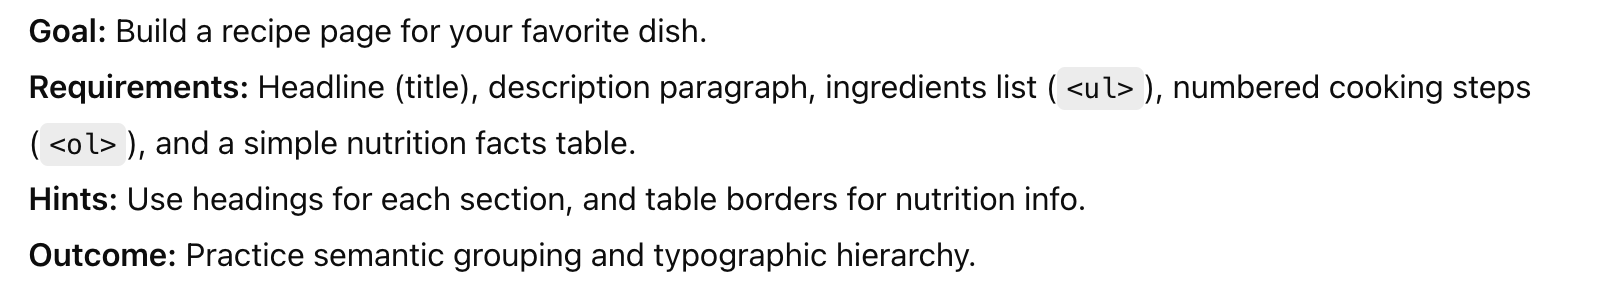 Goal: Build a recipe page for your favorite dish.
Requirements: Headline (title), description paragraph, ingredients list ( <ul> ), numbered cooking steps
( <ol> ), and a simple nutrition facts table.
Hints: Use headings for each section, and table borders for nutrition info.
Outcome: Practice semantic grouping and typographic hierarchy.